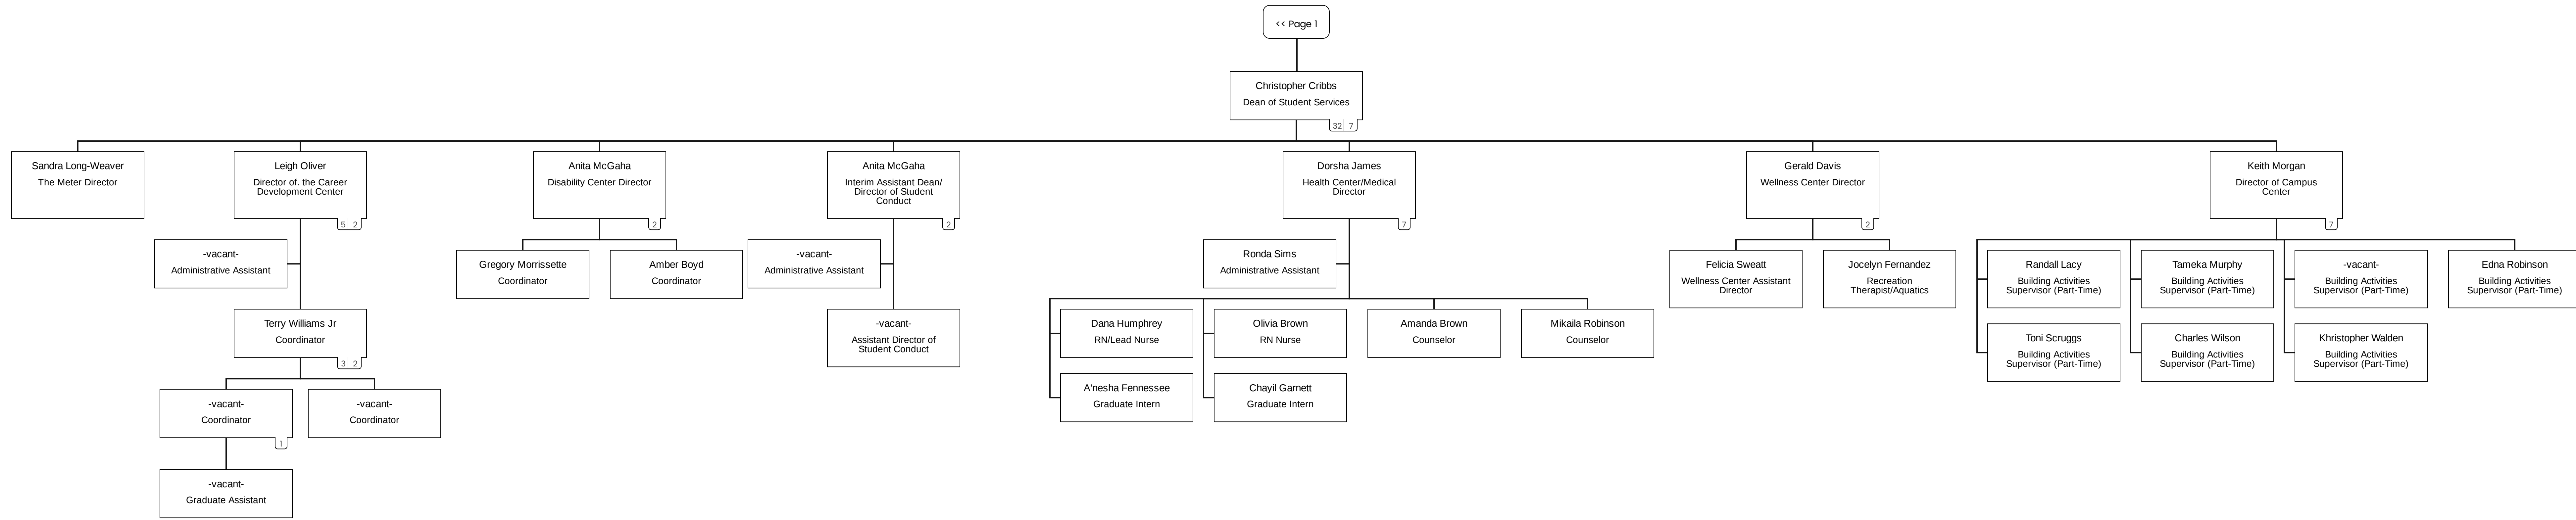 << Page 1
Christopher Cribbs
Dean of Student Services
32 7
Sandra Long-Weaver
The Meter Director
Leigh Oliver
Director of. the Career
Development Center
5 2
Anita McGaha
Disability Center Director
2
Anita McGaha
Interim Assistant Dean/
Director of Student
Conduct
2
Dorsha James
Health Center/Medical
Director
7
Gerald Davis
Wellness Center Director
2
Keith Morgan
Director of Campus
Center
7
-vacant-
Administrative Assistant
Terry Williams Jr
Coordinator
3 2
-vacant-
Coordinator
1
-vacant-
Coordinator
-vacant-
Graduate Assistant
Gregory Morrissette
Coordinator
Amber Boyd
Coordinator
-vacant-
Administrative Assistant
-vacant-
Assistant Director of
Student Conduct
Ronda Sims
Administrative Assistant
Dana Humphrey
RN/Lead Nurse
Olivia Brown
RN Nurse
Amanda Brown
Counselor
Mikaila Robinson
Counselor
A'nesha Fennessee
Graduate Intern
Chayil Garnett
Graduate Intern
Felicia Sweatt
Wellness Center Assistant
Director
Jocelyn Fernandez
Recreation
Therapist/Aquatics
Randall Lacy
Building Activities
Supervisor (Part-Time)
Tameka Murphy
Building Activities
Supervisor (Part-Time)
-vacant-
Building Activities
Supervisor (Part-Time)
Edna Robinson
Building Activities
Supervisor (Part-Time)
Toni Scruggs
Building Activities
Supervisor (Part-Time)
Charles Wilson
Building Activities
Supervisor (Part-Time)
Khristopher Walden
Building Activities
Supervisor (Part-Time)